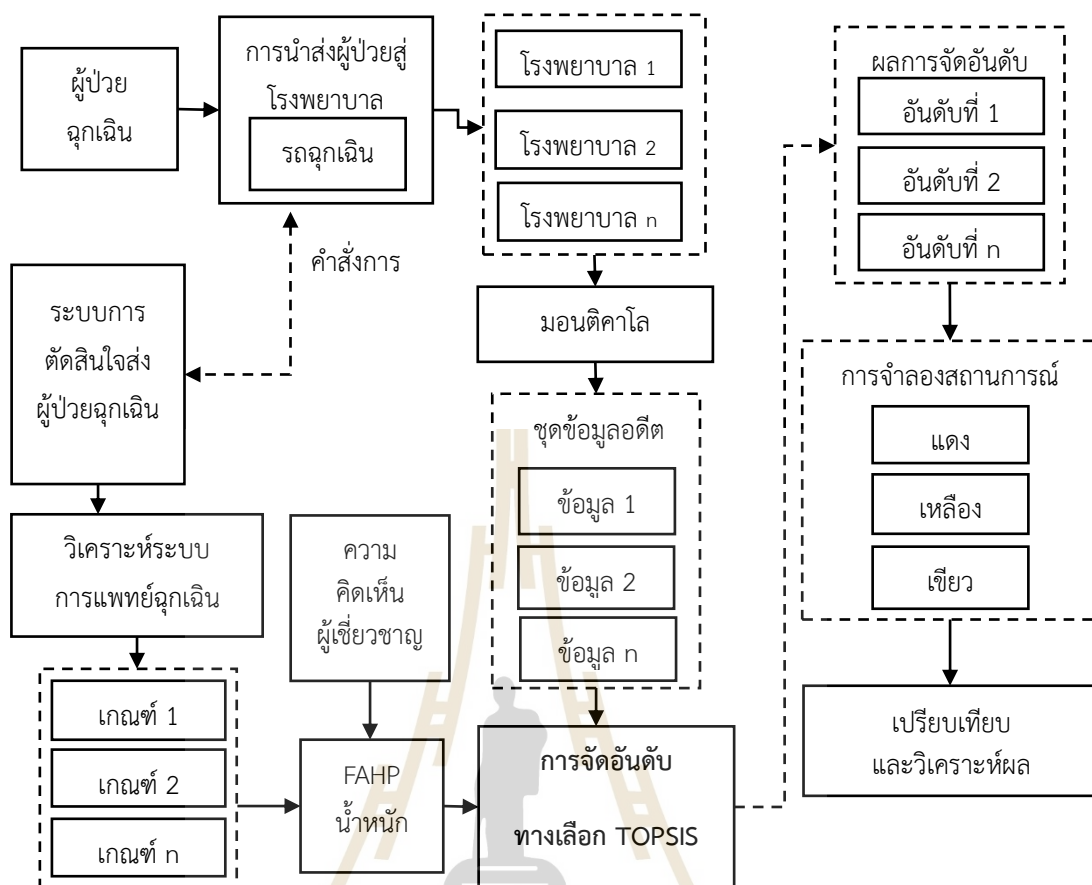 ผู้ป่วย
ฉุกเฉิน
การนำส่งผู้ป่วยสู่
โรงพยาบาล
รถฉุกเฉิน
โรงพยาบาล 1
โรงพยาบาล 2
โรงพยาบาล n
ผลการจัดอันดับ
อันดับที่ 1
อันดับที่ 2
อันดับที่ n
คำสั่งการ
ระบบการ
ตัดสินใจส่ง
ผู้ป่วยฉุกเฉิน
มอนติคาโล
การจำลองสถานการณ์
แดง
เหลือง
เขียว
ชุดข้อมูลอดีต
ข้อมูล 1
ข้อมูล 2
ข้อมูล n
วิเคราะห์ระบบ
การแพทย์ฉุกเฉิน
ความ
คิดเห็น
ผู้เชี่ยวชาญ
เกณฑ์ 1
เกณฑ์ 2
เกณฑ์ n
FAHP
น้ำหนัก
การจัดอันดับ
ทางเลือก TOPSIS
เปรียบเทียบ
และวิเคราะห์ผล